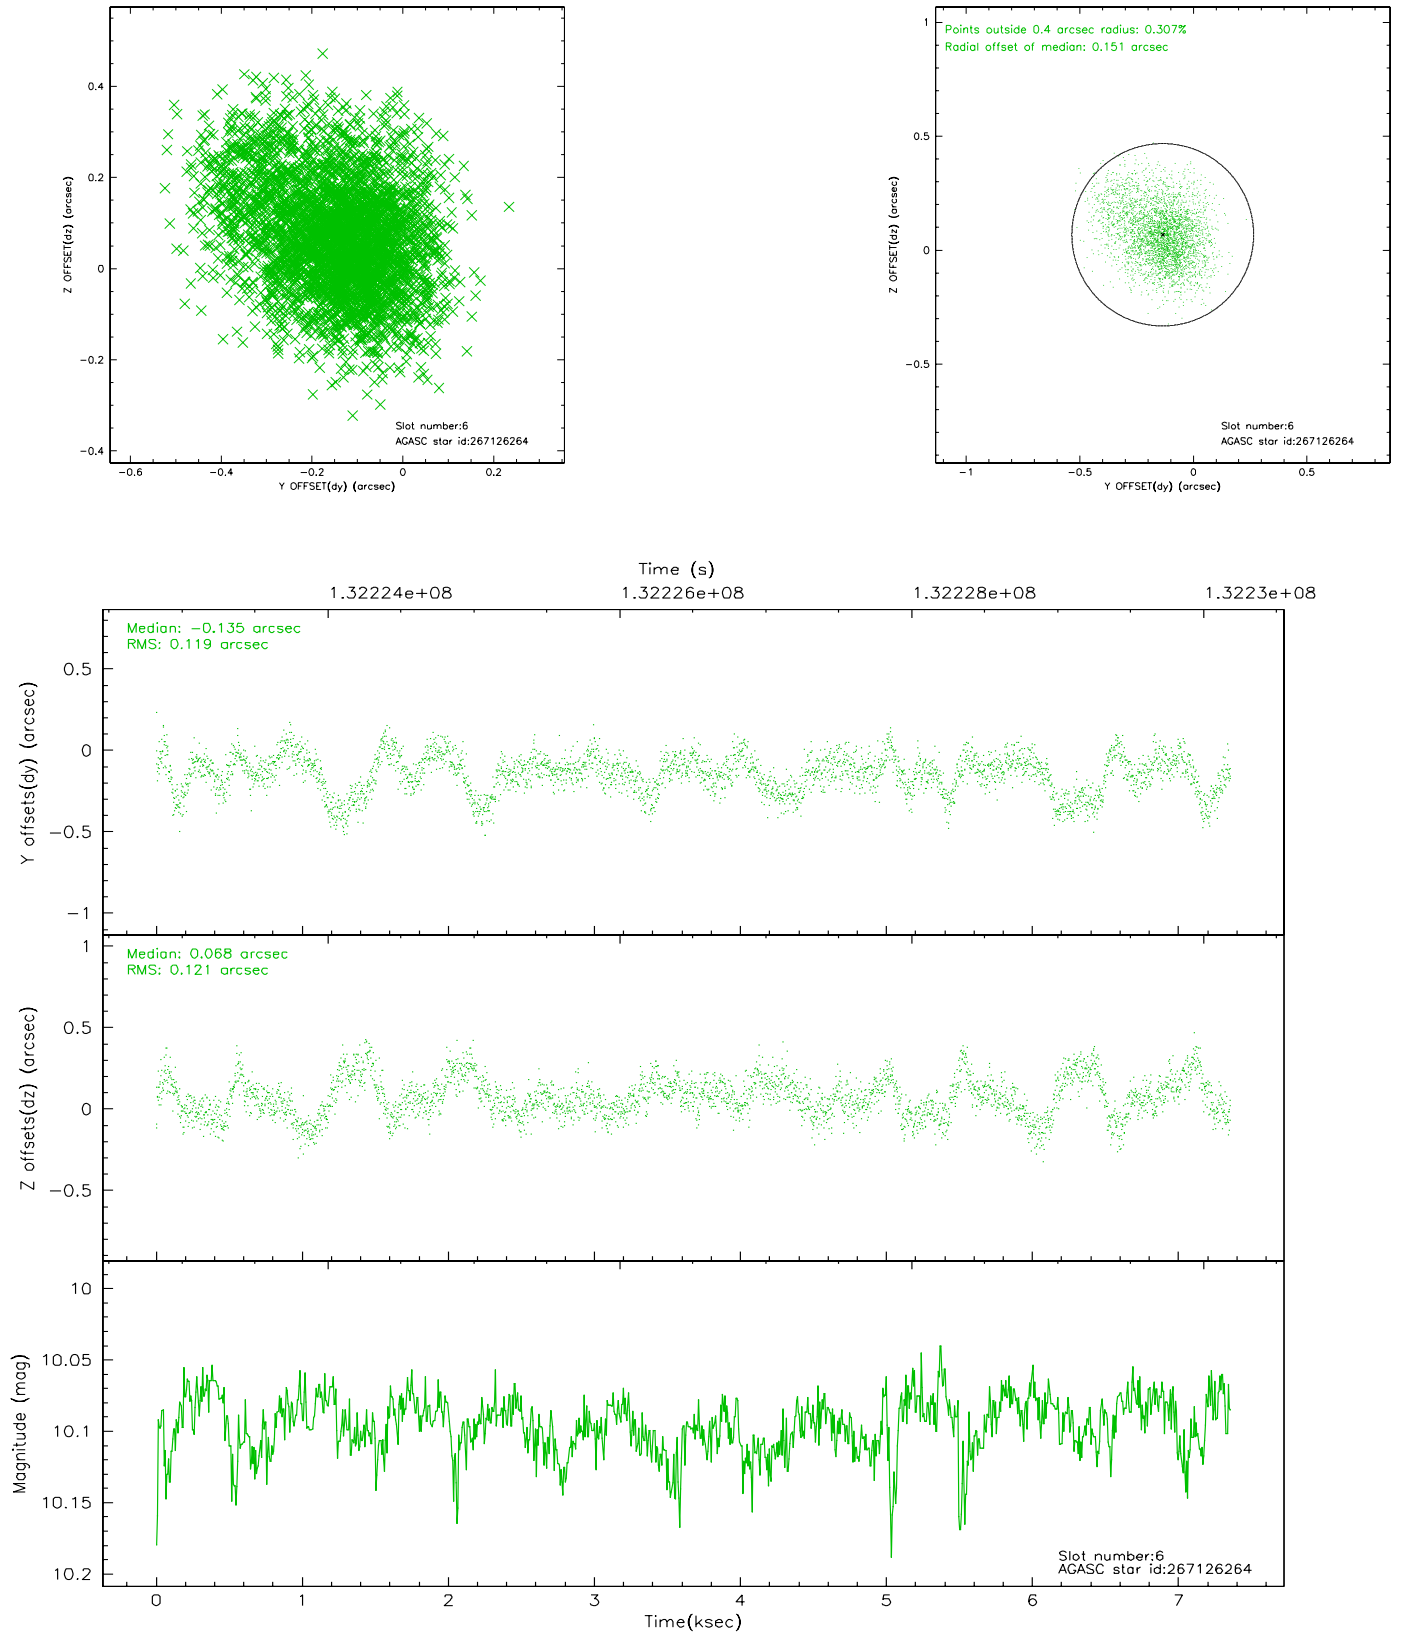 0.4
0.2
0
−0.2
−0.4
Z OFFSET(dz) (arcsec)
−0.6
−0.4
−0.2
0
0.2
Y OFFSET(dy) (arcsec)
Slot number:6
AGASC star id:267126264
Points outside 0.4 arcsec radius: 0.307%
Radial offset of median: 0.151 arcsec
1
0.5
0
−0.5
Z OFFSET(dz) (arcsec)
−1
−0.5
0
0.5
Y OFFSET(dy) (arcsec)
Slot number:6
AGASC star id:267126264
Time (s)
1.32224e+08
1.32226e+08
1.32228e+08
1.3223e+08
Median: −0.135 arcsec
RMS: 0.119 arcsec
0.5
0
−0.5
−1
Y offsets(dy) (arcsec)
Median: 0.068 arcsec
RMS: 0.121 arcsec
1
0.5
0
−0.5
Z offsets(dz) (arcsec)
10
10.05
10.1
10.15
10.2
Magnitude (mag)
Slot number:6
AGASC star id:267126264
0
1
2
3
4
5
6
7
Time(ksec)